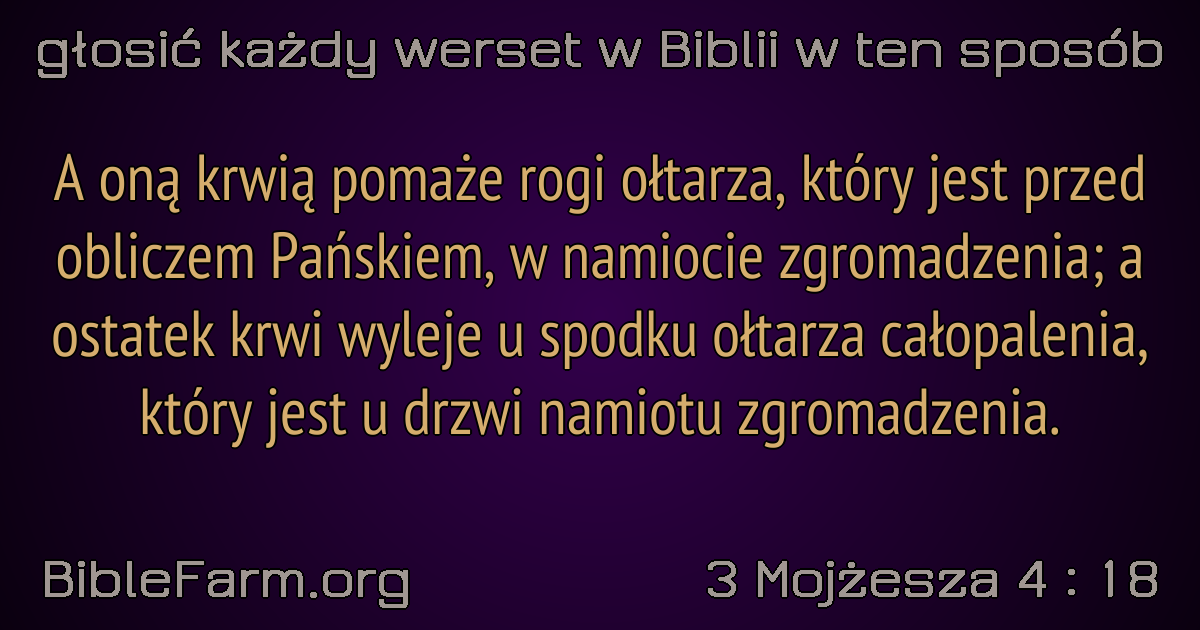 głosić każdy werset w Biblii w ten sposób
A oną krwią pomaże rogi ołtarza, który jest przed
obliczem Pańskiem, w namiocie zgromadzenia; a
ostatek krwi wyleje u spodku ołtarza całopalenia,
który jest u drzwi namiotu zgromadzenia.
BibleFarm.org
3 Mojżesza 4 : 18